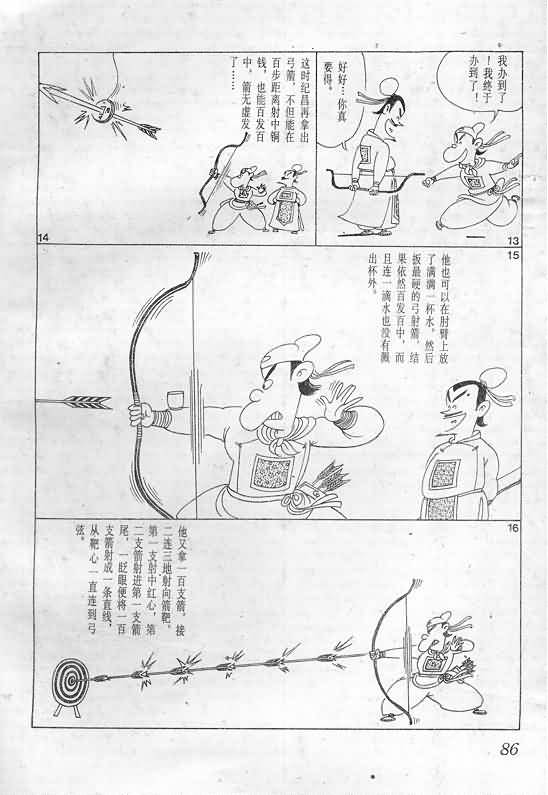 我办到了
！我终于
办到了！
好好…你真
要得。
13
这时纪昌再拿出
弓箭，不但能在
百步距离射中铜
钱，也能百发百
中，箭无虚发
了……
14
15
他也可以在肘臂上放
了满满一杯水，然后
扳最硬的弓射箭，结
果依然百发百中，而
且连一滴水也没有溅
出杯外。
16
他又拿一百支箭，接
二连三地射向箭靶。
第一支射中红心，第
二支箭射进第一支箭
尾，一眨眼便将一百
支箭射成一条直线，
从靶心一直连到弓
弦。
86